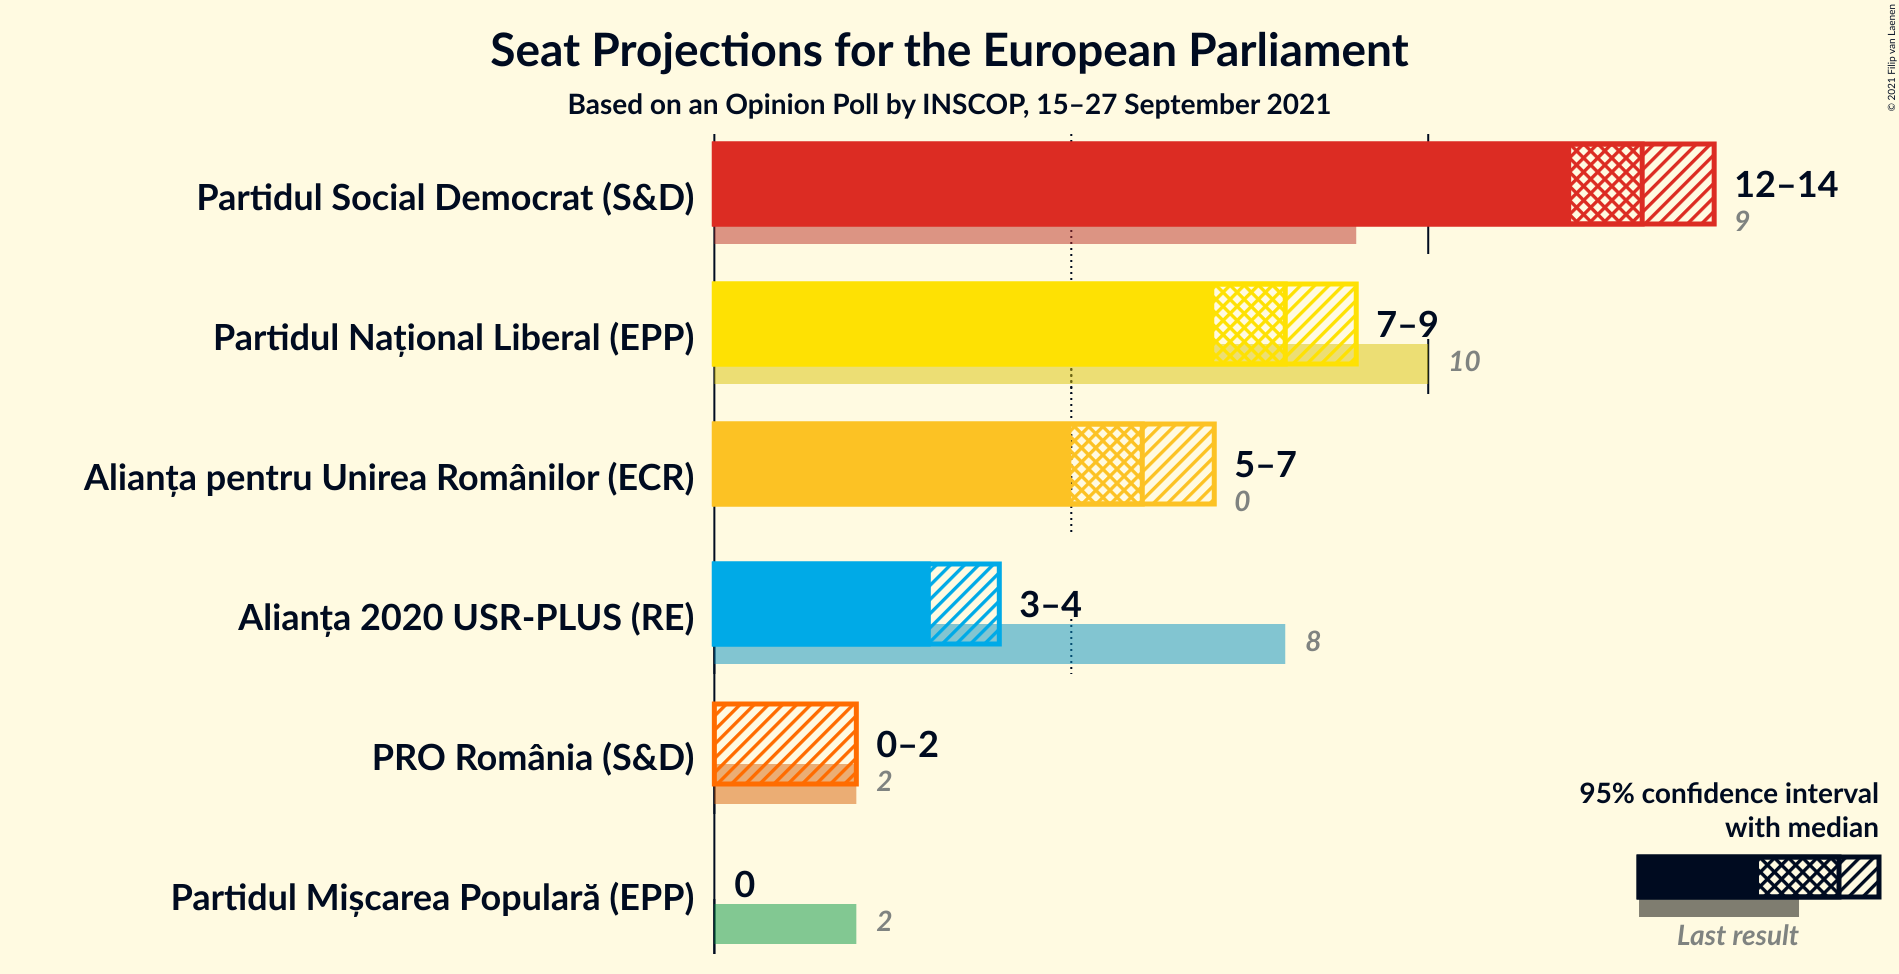 Seat Projections for the European Parliament
Based on an Opinion Poll by INSCOP, 15–27 September 2021
© 2021 Filip van Laenen
Partidul Social Democrat (S&D)
12–14
9
Partidul Național Liberal (EPP)
7–9
10
Alianța pentru Unirea Românilor (ECR)
5–7
0
Alianța 2020 USR-PLUS (RE)
3–4
8
PRO România (S&D)
0–2
2
Partidul Mișcarea Populară (EPP)
0
2
95% confidence interval
with median
Last result